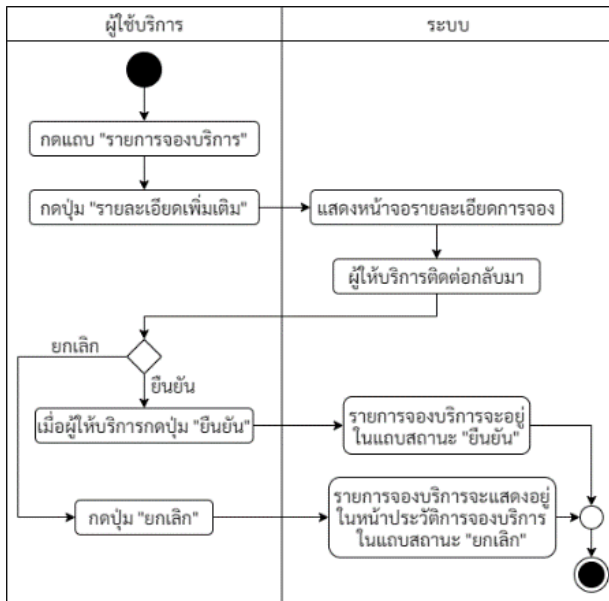 ผู้ใช้บริการ
ระบบ
กดแถบ "รายการจองบริการ"
กดปุ่ม "รายละเอียดเพิ่มเติม"
แสดงหน้าจอรายละเอียดการจอง
ผู้ให้บริการติดต่อกลับมา
ยกเลิก
ยืนยัน
เมื่อผู้ให้บริการกดปุ่ม "ยืนยัน"
รายการจองบริการจะอยู่
ในแถบสถานะ "ยืนยัน"
กดปุ่ม "ยกเลิก"
รายการจองบริการจะแสดงอยู่
ในหน้าประวัติการจองบริการ
ในแถบสถานะ "ยกเลิก"